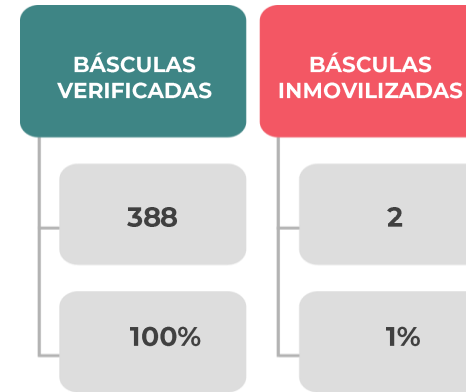 BÁSCULAS
VERIFICADAS
388
100%
BÁSCULAS
INMOVILIZADAS
2
1%